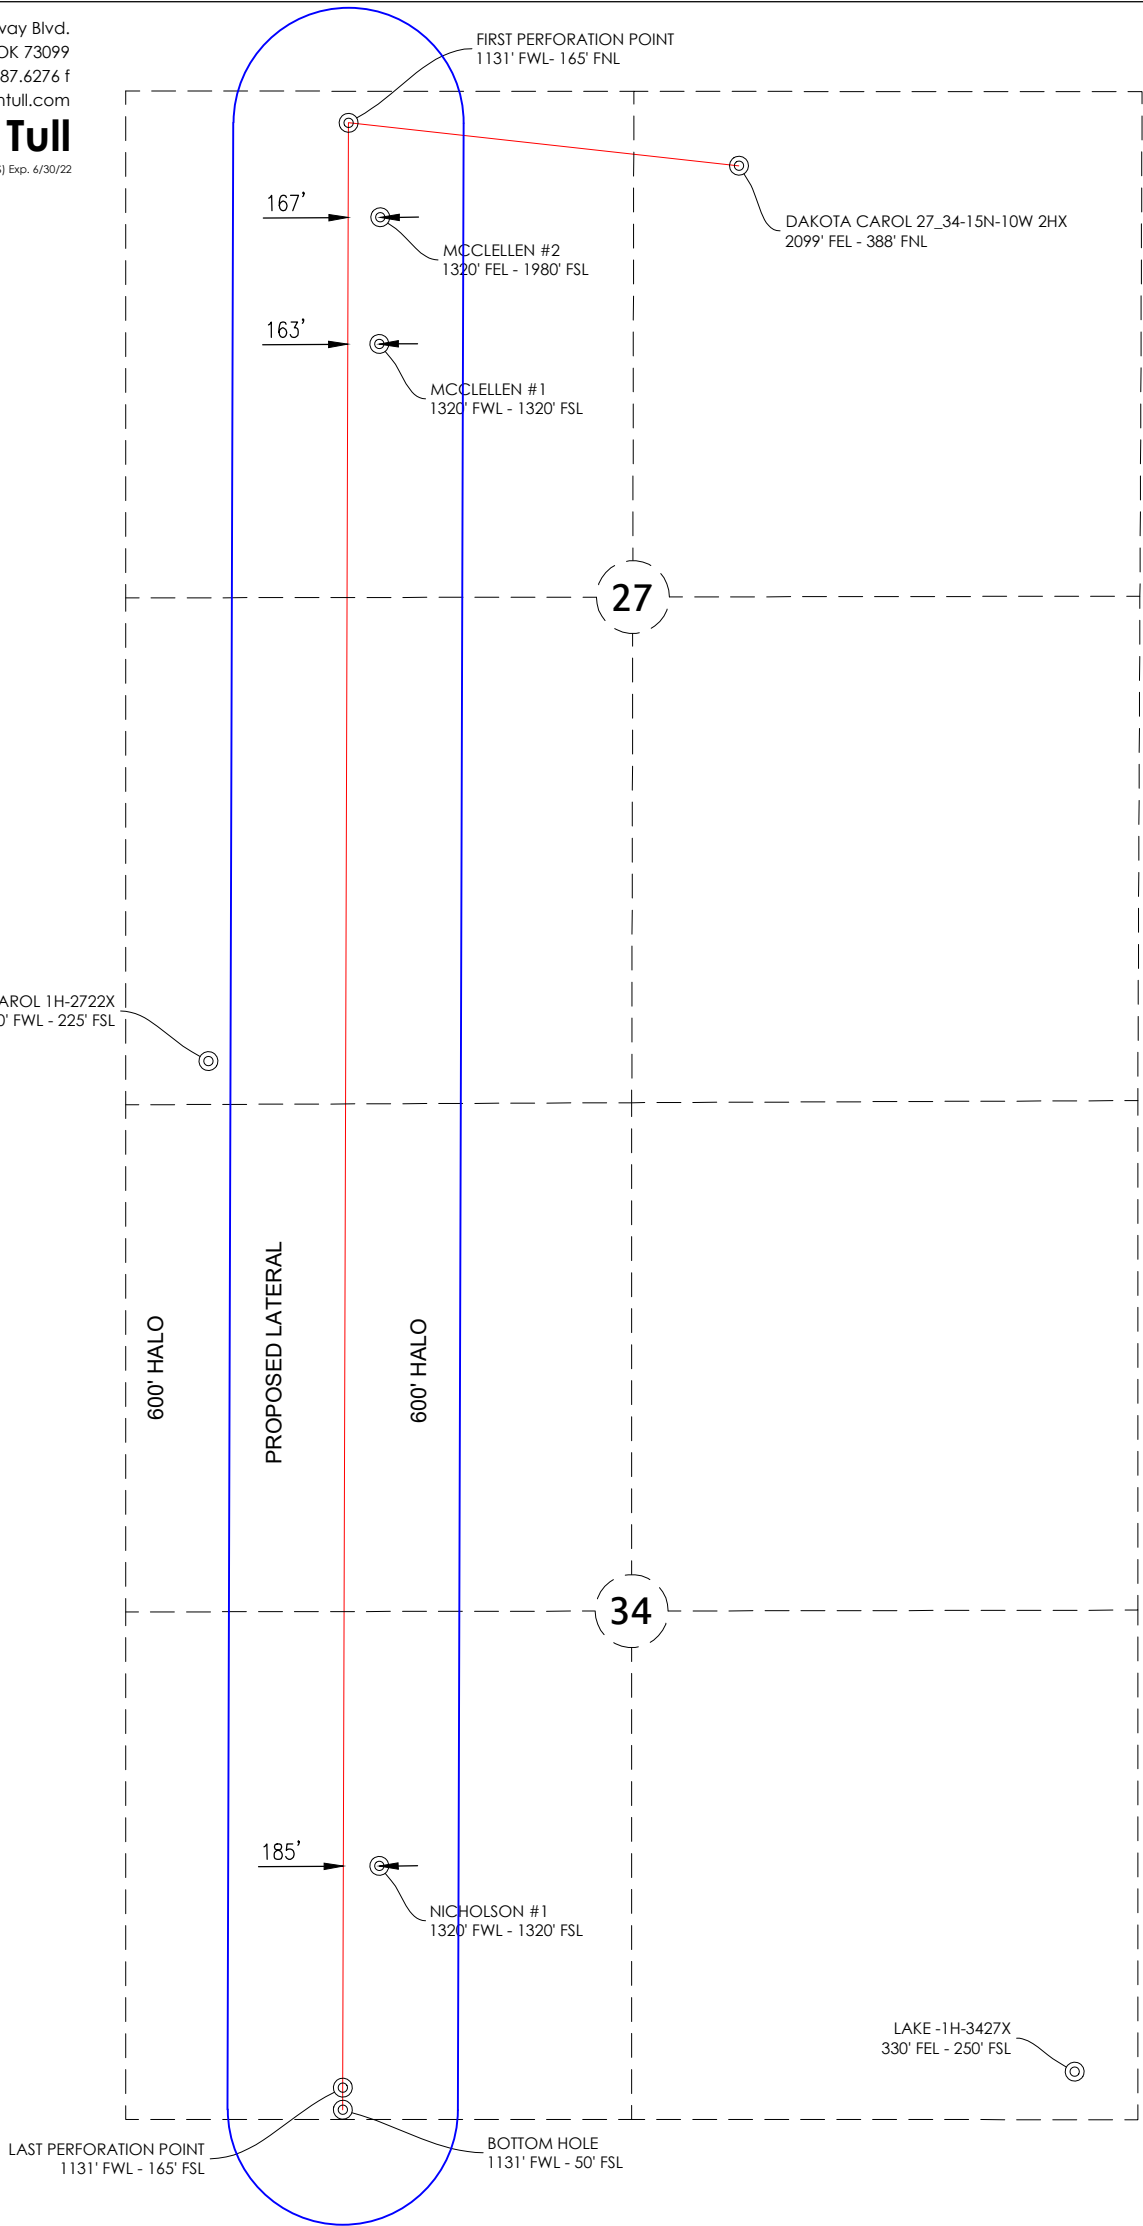 way Blvd.
OK 73099
87.6276 f
ntull.com
Tull
) Exp. 6/30/22
FIRST PERFORATION POINT
1131' FWL- 165' FNL
167'
MCCLELLEN #2
1320' FEL - 1980' FSL
DAKOTA CAROL 27_34-15N-10W 2HX
2099' FEL - 388' FNL
163'
MCCLELLEN #1
1320' FWL - 1320' FSL
27
AROL 1H-2722X
0' FWL - 225' FSL
600' HALO
PROPOSED LATERAL
600' HALO
34
185'
NICHOLSON #1
1320' FWL - 1320' FSL
LAKE -1H-3427X
330' FEL - 250' FSL
LAST PERFORATION POINT
1131' FWL - 165' FSL
BOTTOM HOLE
1131' FWL - 50' FSL